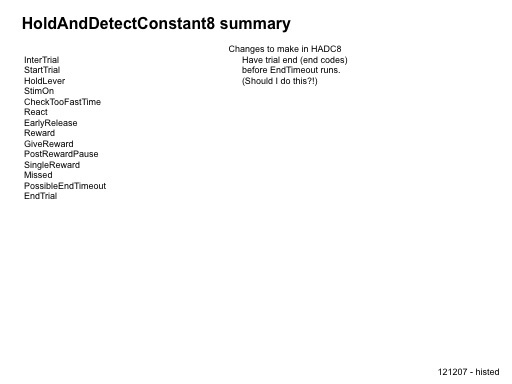 HoldAndDetectConstant8 summary
InterTrial
StartTrial
HoldLever
StimOn
CheckTooFastTime
React
EarlyRelease
Reward
GiveReward
PostRewardPause
SingleReward
Missed
PossibleEndTimeout
EndTrial
Changes to make in HADC8
Have trial end (end codes)
before EndTimeout runs.
(Should I do this?!)
121207 - histed